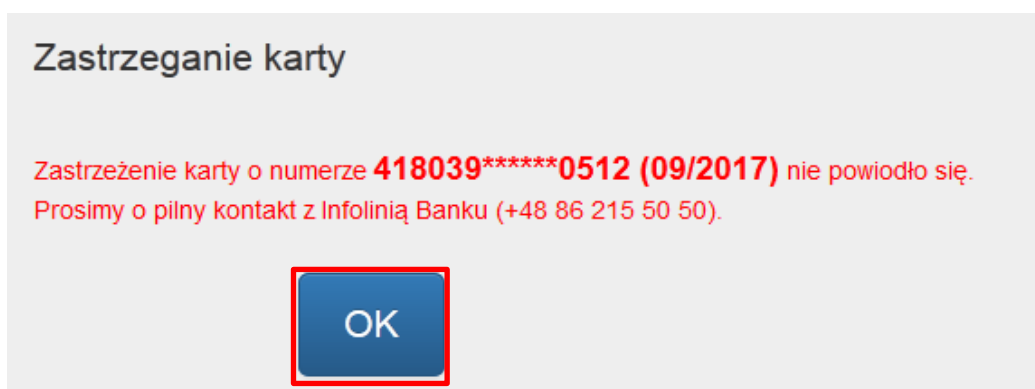 Zastrzeganie karty
Zastrzeżenie karty o numerze 418039******0512 (09/2017) nie powiodło się.
Prosimy o pilny kontakt z Infolinią Banku (+48 86 215 50 50).
OK